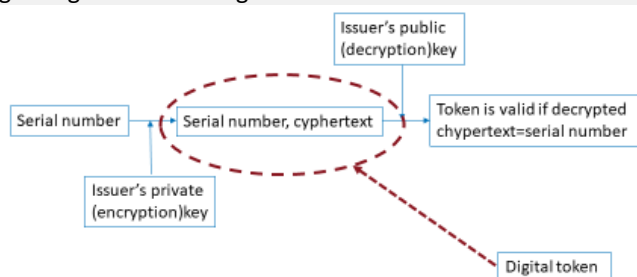 Issuer's public
(decryption)key
Serial number
Serial number, cyphertext
Token is valid if decrypted
chypertext=serial number
Issuer's private
(encryption)key
Digital token